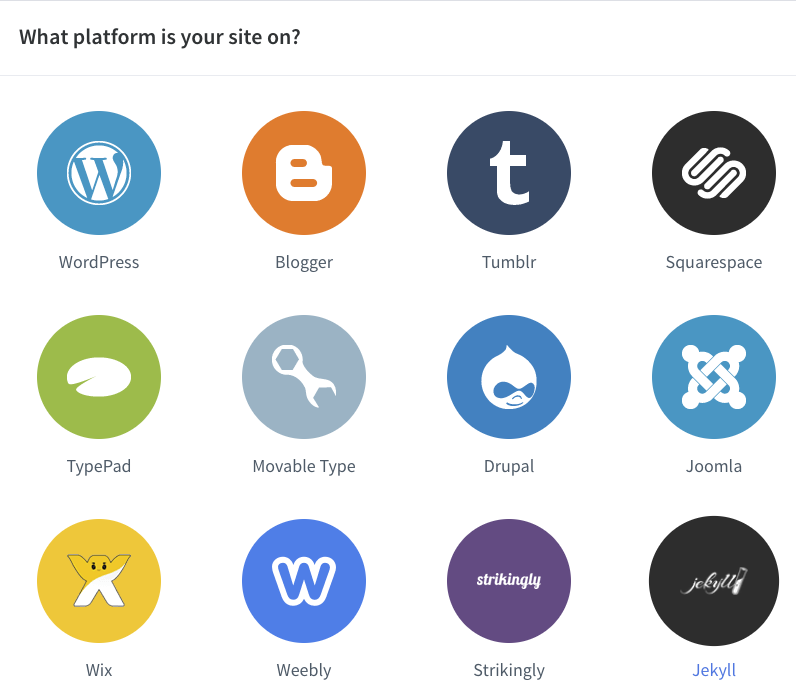 What platform is your site on?
WordPress
Blogger
Tumblr
Squarespace
TypePad
Movable Type
Drupal
Joomla
strikingly
jekyll
Wix
Weebly
Strikingly
Jekyll